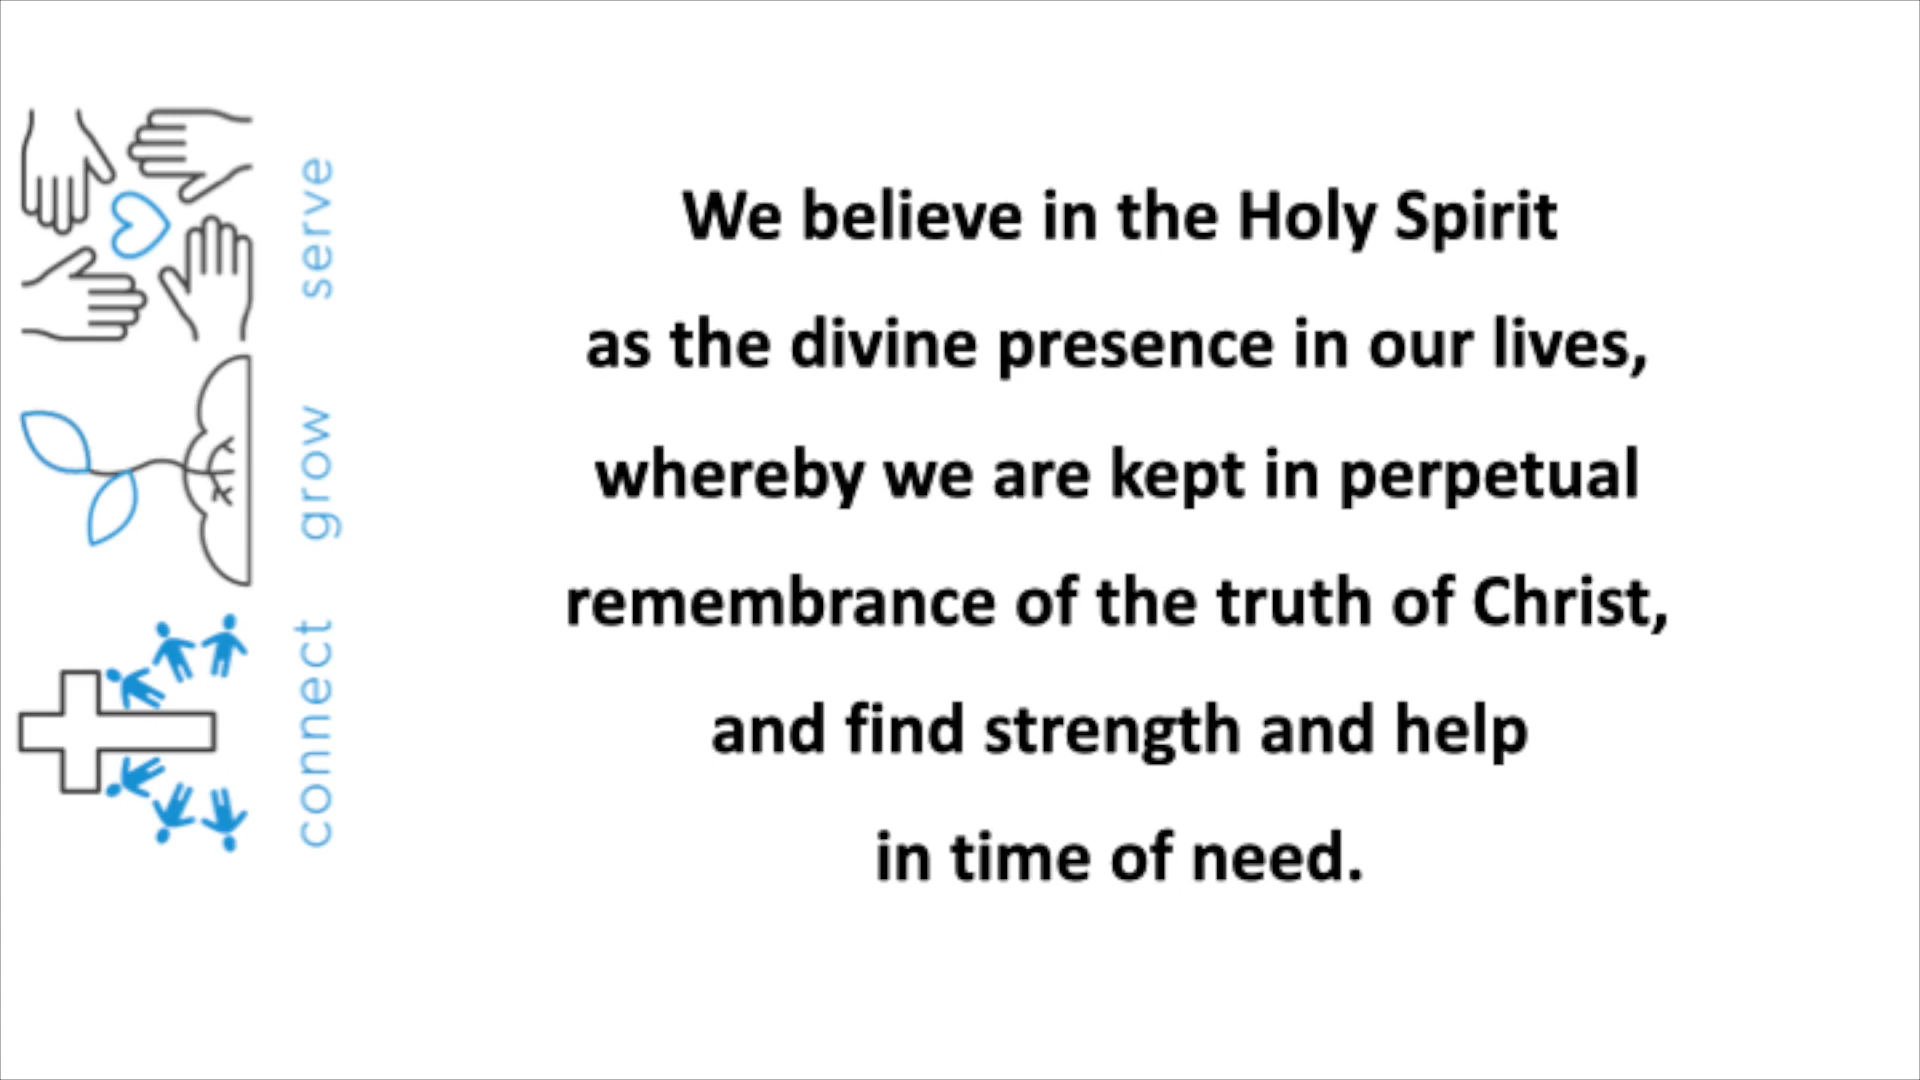 serve
grow
connect
We believe in the Holy Spirit
as the divine presence in our lives,
whereby we are kept in perpetual
remembrance of the truth of Christ,
and find strength and help
in time of need.